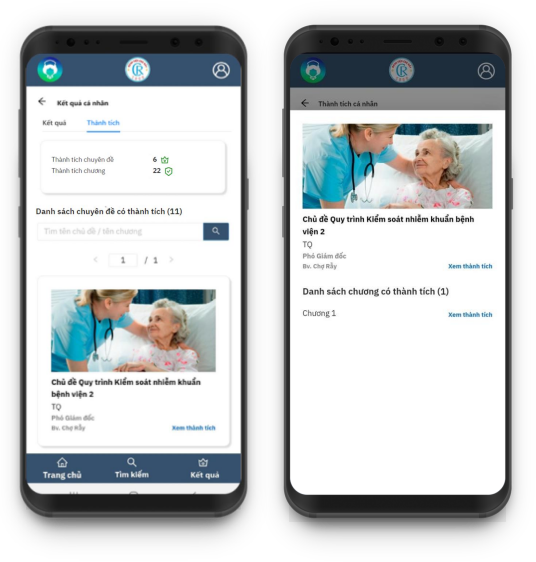 Kết quả cá nhân
Kết quả
Thành tích
Thành tích chuyên đề
6
Thành tích chương
22
Danh sách chuyên đề có thành tích (11)
Tìm tên chủ đề / tên chương
1 / 1
Chủ đề Quy trình Kiểm soát nhiễm khuẩn
bệnh viện 2
TQ
Phó Giám đốc
Bv. Chợ Rẫy
Xem thành tích
Trang chủ
Tìm kiếm
Kết quả
Thành tích cá nhân
Chủ đề Quy trình Kiểm soát nhiễm khuẩn bệnh
viện 2
TQ
Phó Giám đốc
Bv. Chợ Rẫy
Xem thành tích
Danh sách chương có thành tích (1)
Chương 1
Xem thành tích